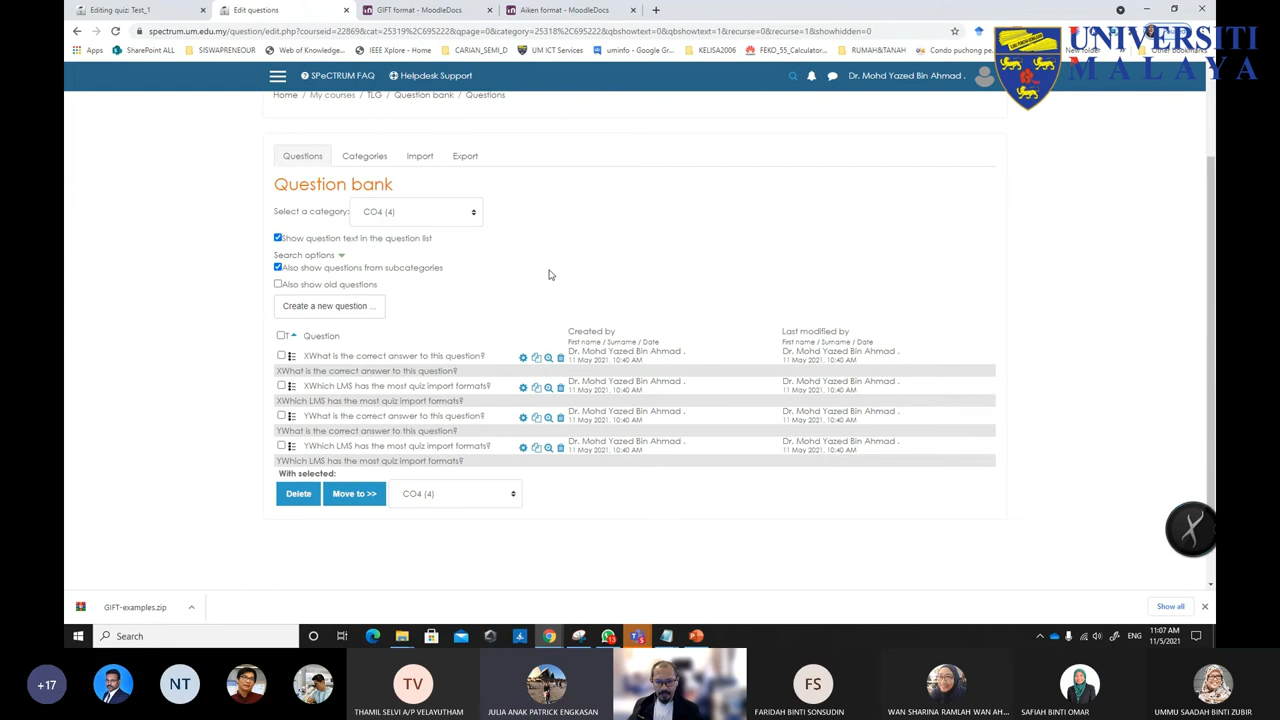 Editing quiz: Test_1
Edit questions
GIFT format - MoodleDocs
Aiken format - MoodleDocs
spectrum.um.edu.my/question/edit.php?courseid=22869&cat=25319%2C695222&qpage=0&category=25318%2C695222&qbshowtext=0&qbshowtext=1&recurse=0&recurse=1&showhidden=0
Apps
SharePoint ALL
SISWAPRENEUR
Web of Knowledge...
IEEE Xplore - Home
CARIAN_SEMI_D
UM ICT Services
uminfo - Google Gr...
KELISA2006
FEKO_55_Calculator...
RUMAH&TANAH
Condo puchong pe...
New folder
Other bookmarks
UNIVERSITI
MALAYA
SPeCTRUM FAQ
Helpdesk Support
Dr. Mohd Yazed Bin Ahmad .
Home / My courses / TLG / Question bank / Questions
Questions
Categories
Import
Export
Question bank
Select a category:
CO4 (4)
Show question text in the question list
Search options
Also show questions from subcategories
Also show old questions
Create a new question ...
T
Question
Created by
First name / Surname / Date
Last modified by
First name / Surname / Date
XWhat is the correct answer to this question?
Dr. Mohd Yazed Bin Ahmad .
11 May 2021, 10:40 AM
Dr. Mohd Yazed Bin Ahmad .
11 May 2021, 10:40 AM
XWhat is the correct answer to this question?
XWhich LMS has the most quiz import formats?
Dr. Mohd Yazed Bin Ahmad .
11 May 2021, 10:40 AM
Dr. Mohd Yazed Bin Ahmad .
11 May 2021, 10:40 AM
XWhich LMS has the most quiz import formats?
YWhat is the correct answer to this question?
Dr. Mohd Yazed Bin Ahmad .
11 May 2021, 10:40 AM
Dr. Mohd Yazed Bin Ahmad .
11 May 2021, 10:40 AM
YWhat is the correct answer to this question?
YWhich LMS has the most quiz import formats?
Dr. Mohd Yazed Bin Ahmad .
11 May 2021, 10:40 AM
Dr. Mohd Yazed Bin Ahmad .
11 May 2021, 10:40 AM
YWhich LMS has the most quiz import formats?
With selected:
Delete
Move to >>
CO4 (4)
GIFT-examples.zip
Show all
Search
ENG
11:07 AM
11/5/2021
+17
NT
TV
THAMIL SELVI A/P VELAYUTHAM
JULIA ANAK PATRICK ENGKASAN
FS
FARIDAH BINTI SONSUDIN
WAN SHARINA RAMLAH WAN AH...
SAFIAH BINTI OMAR
UMMU SAADAH BINTI ZUBIR